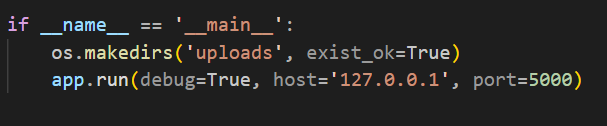 if __name__ == '__main__':
    os.makedirs('uploads', exist_ok=True)
    app.run(debug=True, host='127.0.0.1', port=5000)